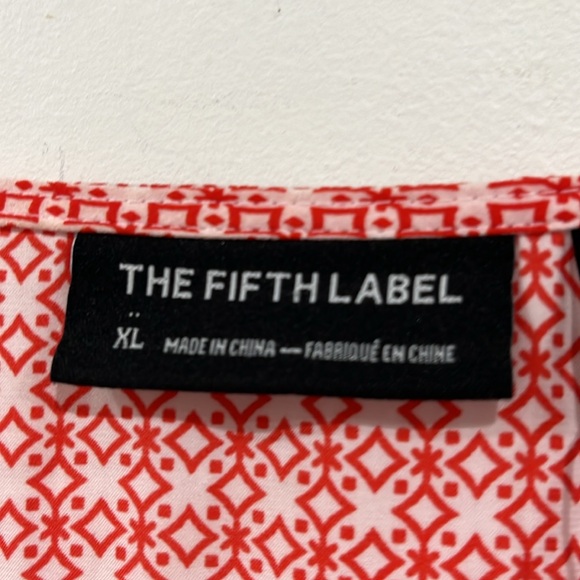 THE FIFTH LABEL
XL MADE IN CHINA — FABRIQUÉ EN CHINE